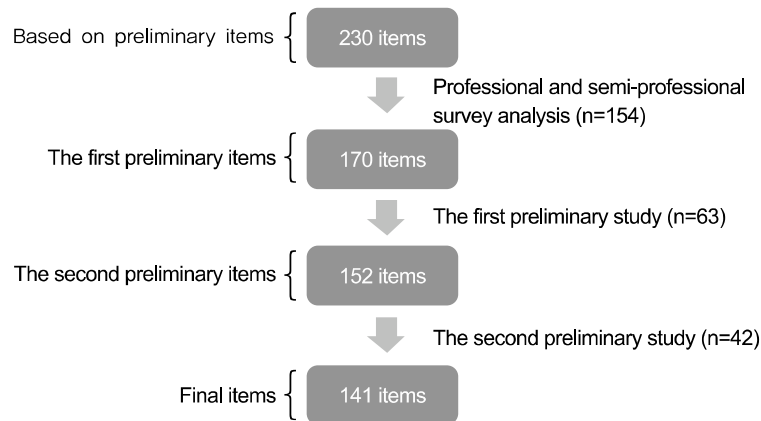 Based on preliminary items
230 items
Professional and semi-professional
survey analysis (n=154)
The first preliminary items
170 items
The first preliminary study (n=63)
The second preliminary items
152 items
The second preliminary study (n=42)
Final items
141 items